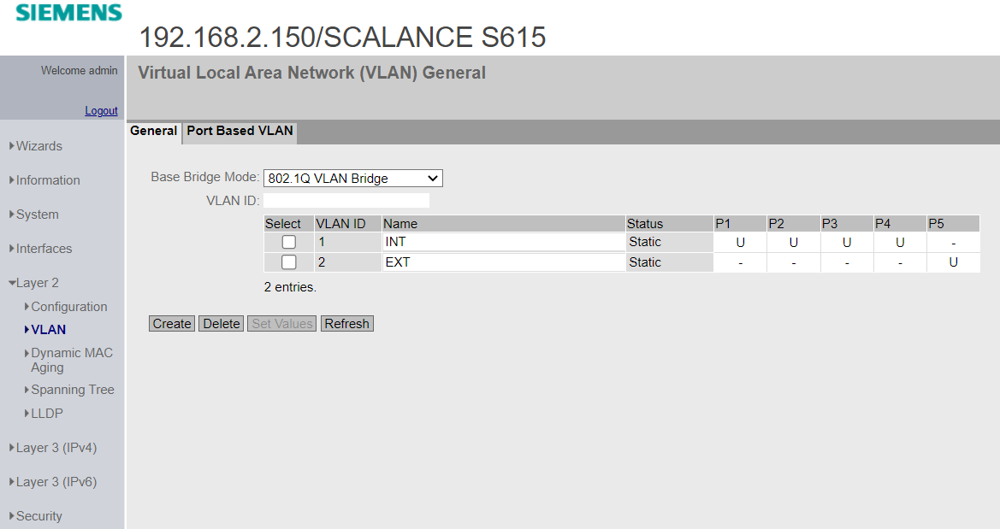 SIEMENS
192.168.2.150/SCALANCE S615
Welcome admin
Logout
Virtual Local Area Network (VLAN) General
General Port Based VLAN
Wizards
Information
System
Interfaces
Layer 2
Configuration
VLAN
Dynamic MAC
Aging
Spanning Tree
LLDP
Layer 3 (IPv4)
Layer 3 (IPv6)
Security
Base Bridge Mode: 802.1Q VLAN Bridge
VLAN ID:
Select VLAN ID Name Status P1 P2 P3 P4 P5
1 INT Static U U U U -
2 EXT Static - - - - U
2 entries.
Create Delete Set Values Refresh